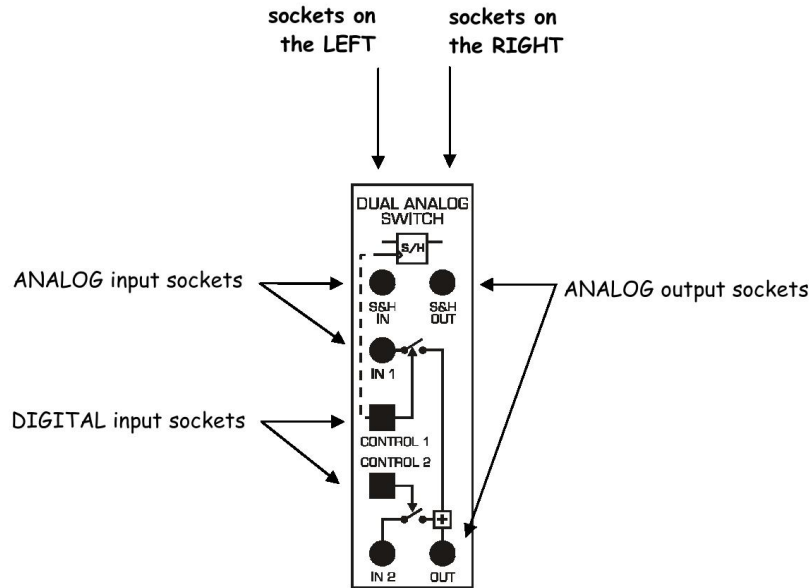 sockets on
the LEFT
sockets on
the RIGHT
DUAL ANALOG
SWITCH
S/H
ANALOG input sockets
S&H
IN
S&H
OUT
ANALOG output sockets
IN 1
DIGITAL input sockets
CONTROL 1
CONTROL 2
+
IN 2
OUT